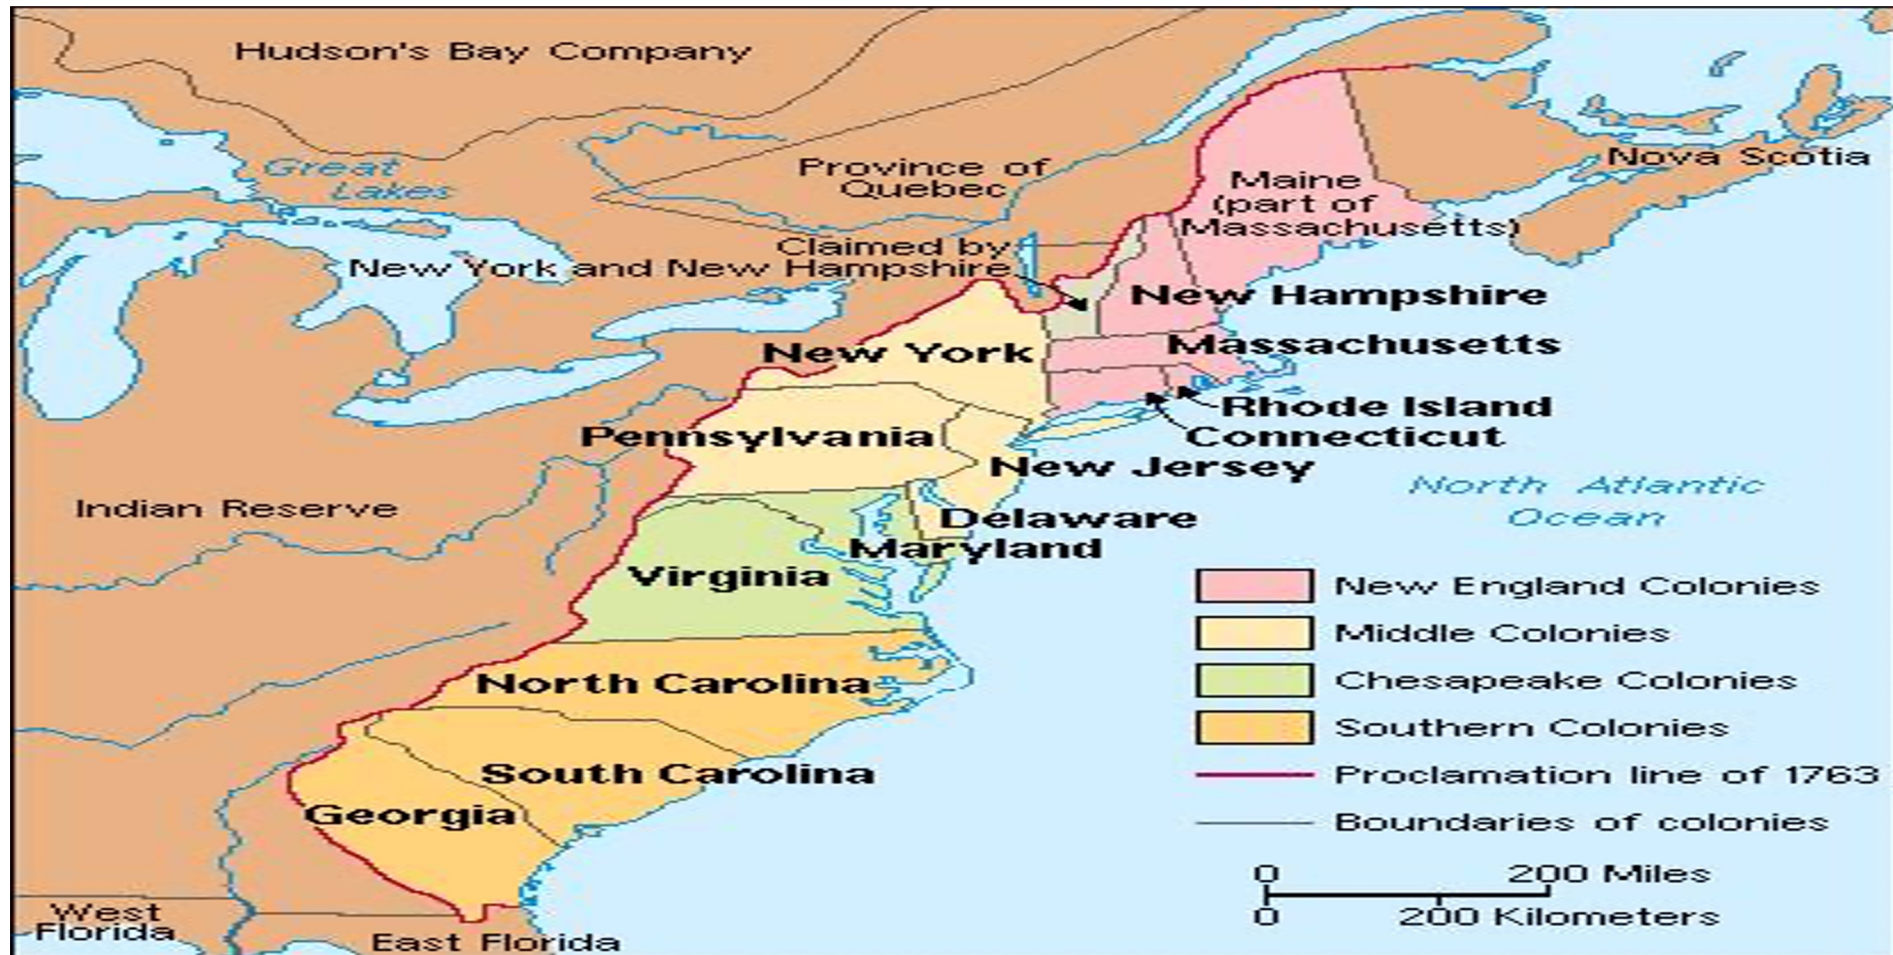 Hudson's Bay Company
Great
Lakes
Province of
Quebec
Nova Scotia
Maine
(part of
Massachusetts)
Claimed by
New York and New Hampshire
New Hampshire
Massachusetts
New York
Rhode Island
Connecticut
Pennsylvania
New Jersey
North Atlantic
Ocean
Indian Reserve
Delaware
Maryland
Virginia
North Carolina
South Carolina
Georgia
West
Florida
East Florida
New England Colonies
Middle Colonies
Chesapeake Colonies
Southern Colonies
Proclamation line of 1763
Boundaries of colonies
0 200 Miles
0 200 Kilometers